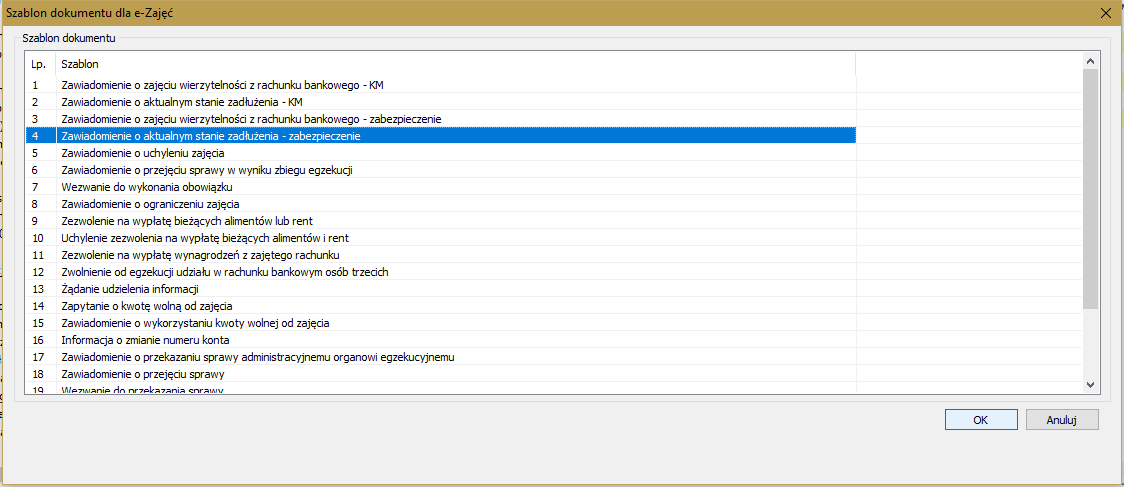 Szablon dokumentu dla e-Zajęć
Szablon dokumentu
Lp. Szablon
1 Zawiadomienie o zajęciu wierzytelności z rachunku bankowego - KM
2 Zawiadomienie o aktualnym stanie zadłużenia - KM
3 Zawiadomienie o zajęciu wierzytelności z rachunku bankowego - zabezpieczenie
4 Zawiadomienie o aktualnym stanie zadłużenia - zabezpieczenie
5 Zawiadomienie o uchyleniu zajęcia
6 Zawiadomienie o przejęciu sprawy w wyniku zbiegu egzekucji
7 Wezwanie do wykonania obowiązku
8 Zawiadomienie o ograniczeniu zajęcia
9 Zezwolenie na wypłatę bieżących alimentów lub rent
10 Uchylenie zezwolenia na wypłatę bieżących alimentów i rent
11 Zezwolenie na wypłatę wynagrodzeń z zajętego rachunku
12 Zwolnienie od egzekucji udziału w rachunku bankowym osób trzecich
13 Żądanie udzielenia informacji
14 Zapytanie o kwotę wolną od zajęcia
15 Zawiadomienie o wykorzystaniu kwoty wolnej od zajęcia
16 Informacja o zmianie numeru konta
17 Zawiadomienie o przekazaniu sprawy administracyjnemu organowi egzekucyjnemu
18 Zawiadomienie o przejęciu sprawy
19 Wezwanie do przekazania sprawy
OK Anuluj